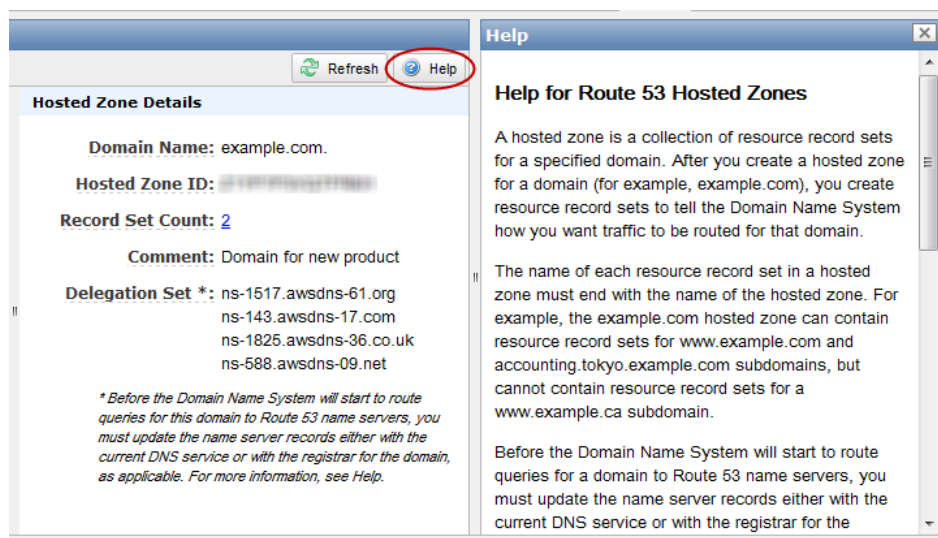 Refresh
Help
Hosted Zone Details
Domain Name: example.com.
Hosted Zone ID:
Record Set Count: 2
Comment: Domain for new product
Delegation Set *: ns-1517.awsdns-61.org
ns-143.awsdns-17.com
ns-1825.awsdns-36.co.uk
ns-588.awsdns-09.net
* Before the Domain Name System will start to route
queries for this domain to Route 53 name servers, you
must update the name server records either with the
current DNS service or with the registrar for the domain,
as applicable. For more information, see Help.
Help
Help for Route 53 Hosted Zones
A hosted zone is a collection of resource record sets
for a specified domain. After you create a hosted zone
for a domain (for example, example.com), you create
resource record sets to tell the Domain Name System
how you want traffic to be routed for that domain.
The name of each resource record set in a hosted
zone must end with the name of the hosted zone. For
example, the example.com hosted zone can contain
resource record sets for www.example.com and
accounting.tokyo.example.com subdomains, but
cannot contain resource record sets for a
www.example.ca subdomain.
Before the Domain Name System will start to route
queries for a domain to Route 53 name servers, you
must update the name server records either with the
current DNS service or with the registrar for the